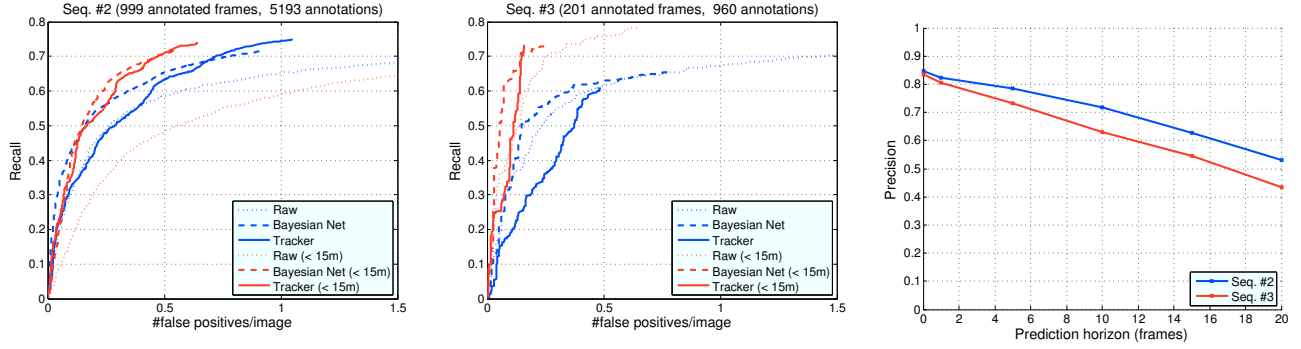 Seq. #2 (999 annotated frames, 5193 annotations)
0.8
0.7
0.6
0.5
0.4
0.3
0.2
0.1
0
Recall
Raw
Bayesian Net
Tracker
Raw (< 15m)
Bayesian Net (< 15m)
Tracker (< 15m)
0 0.5 1 1.5
#false positives/image
Seq. #3 (201 annotated frames, 960 annotations)
0.8
0.7
0.6
0.5
0.4
0.3
0.2
0.1
0
Recall
Raw
Bayesian Net
Tracker
Raw (< 15m)
Bayesian Net (< 15m)
Tracker (< 15m)
0 0.5 1 1.5
#false positives/image
1
0.9
0.8
0.7
0.6
0.5
0.4
0.3
0.2
0.1
0
Precision
Seq. #2
Seq. #3
0 2 4 6 8 10 12 14 16 18 20
Prediction horizon (frames)